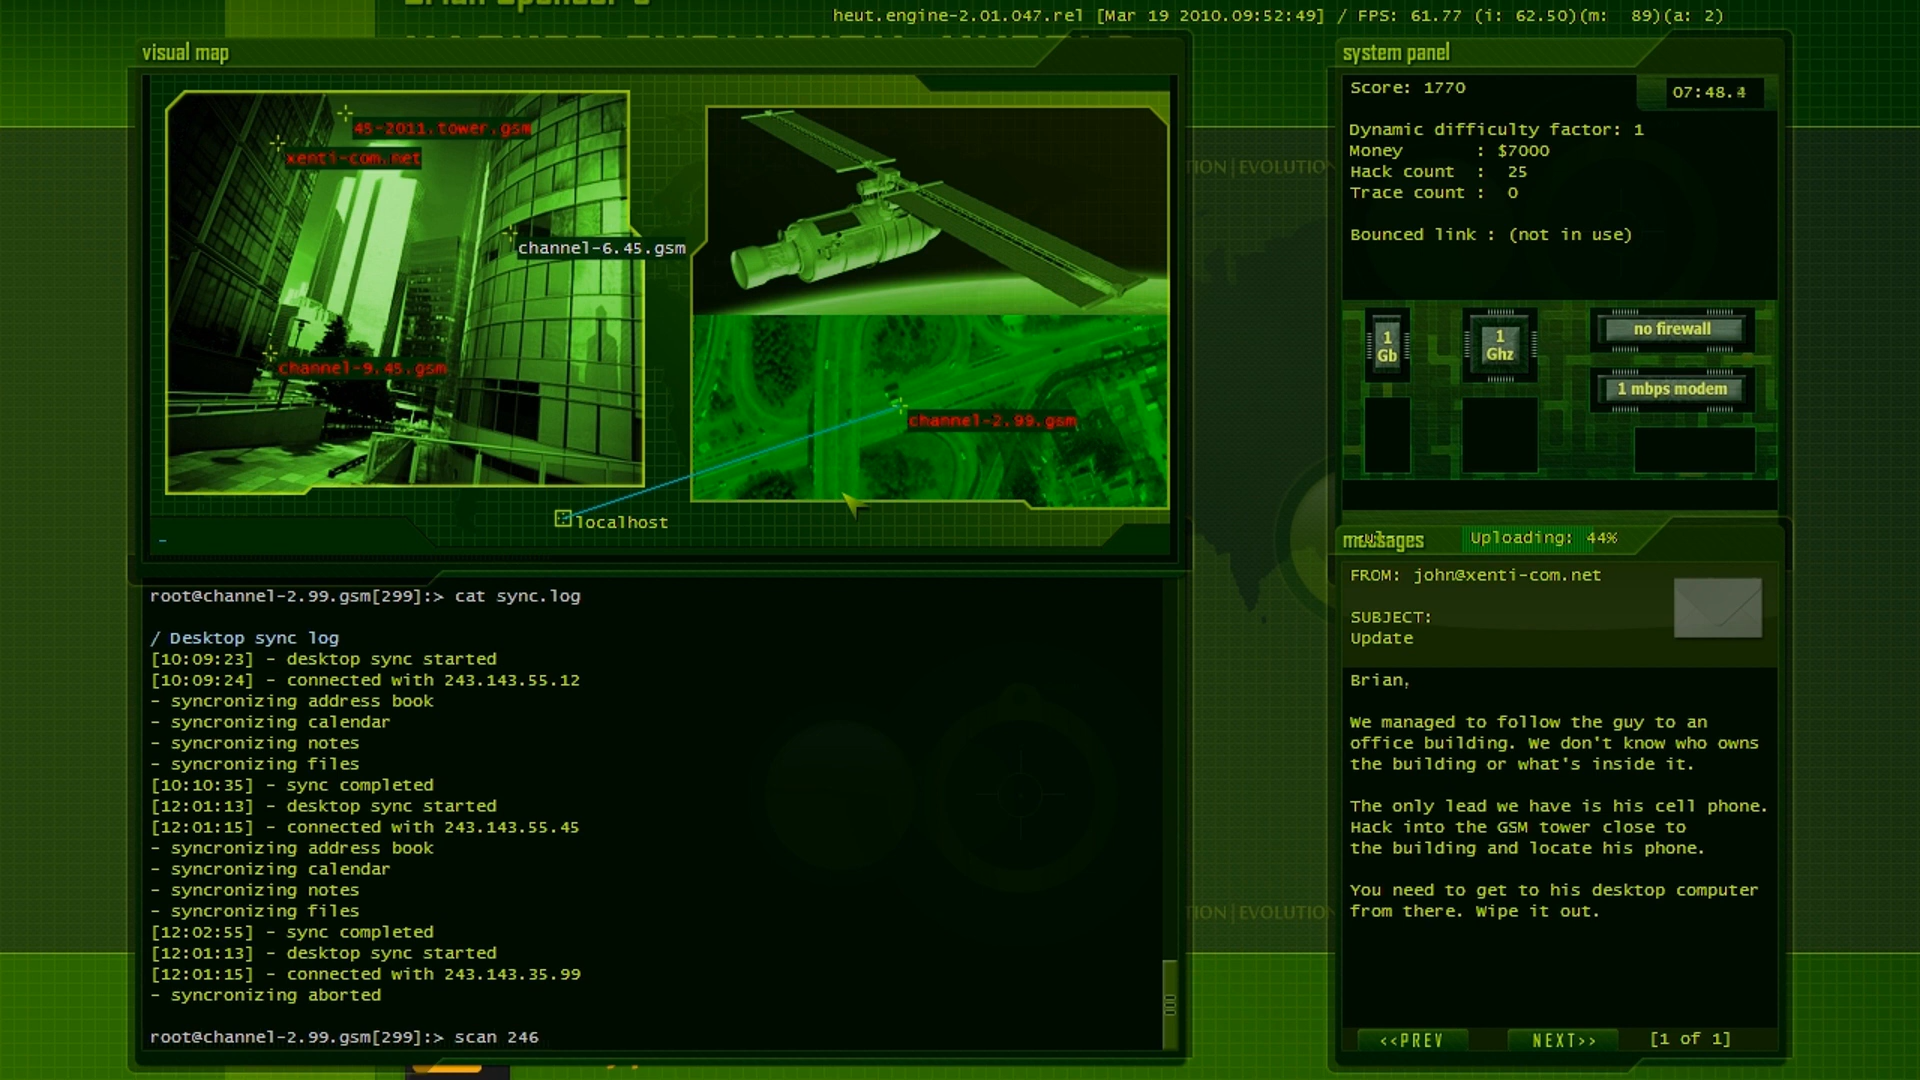 heut.engine-2.01.047.rel [Mar 19 2010.09:52:49] / FPS: 61.77 (i: 62.50)(m: 89)(a: 2)
visual map
45-2011.tower.gsm
xenti-com.net
channel-6.45.gsm
channel-9.45.gsm
channel-2.99.gsm
localhost
root@channel-2.99.gsm[299]:> cat sync.log
/ Desktop sync log
[10:09:23] - desktop sync started
[10:09:24] - connected with 243.143.55.12
- syncronizing address book
- syncronizing calendar
- syncronizing notes
- syncronizing files
[10:10:35] - sync completed
[12:01:13] - desktop sync started
[12:01:15] - connected with 243.143.55.45
- syncronizing address book
- syncronizing calendar
- syncronizing notes
- syncronizing files
[12:02:55] - sync completed
[12:01:13] - desktop sync started
[12:01:15] - connected with 243.143.35.99
- syncronizing aborted
root@channel-2.99.gsm[299]:> scan 246
system panel
Score: 1770
07:48.4
Dynamic difficulty factor: 1
Money : $7000
Hack count : 25
Trace count : 0
Bounced link : (not in use)
1 Gb
1 Ghz
no firewall
1 mbps modem
messages
Uploading: 44%
FROM: john@xenti-com.net
SUBJECT:
Update
Brian,
We managed to follow the guy to an
office building. We don't know who owns
the building or what's inside it.
The only lead we have is his cell phone.
Hack into the GSM tower close to
the building and locate his phone.
You need to get to his desktop computer
from there. Wipe it out.
<<PREV
NEXT>>
[1 of 1]
EVOLUTION
EVOLUTION